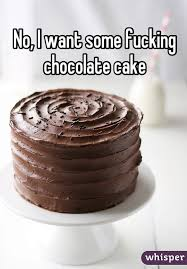 No, I want some fucking
chocolate cake
whisper